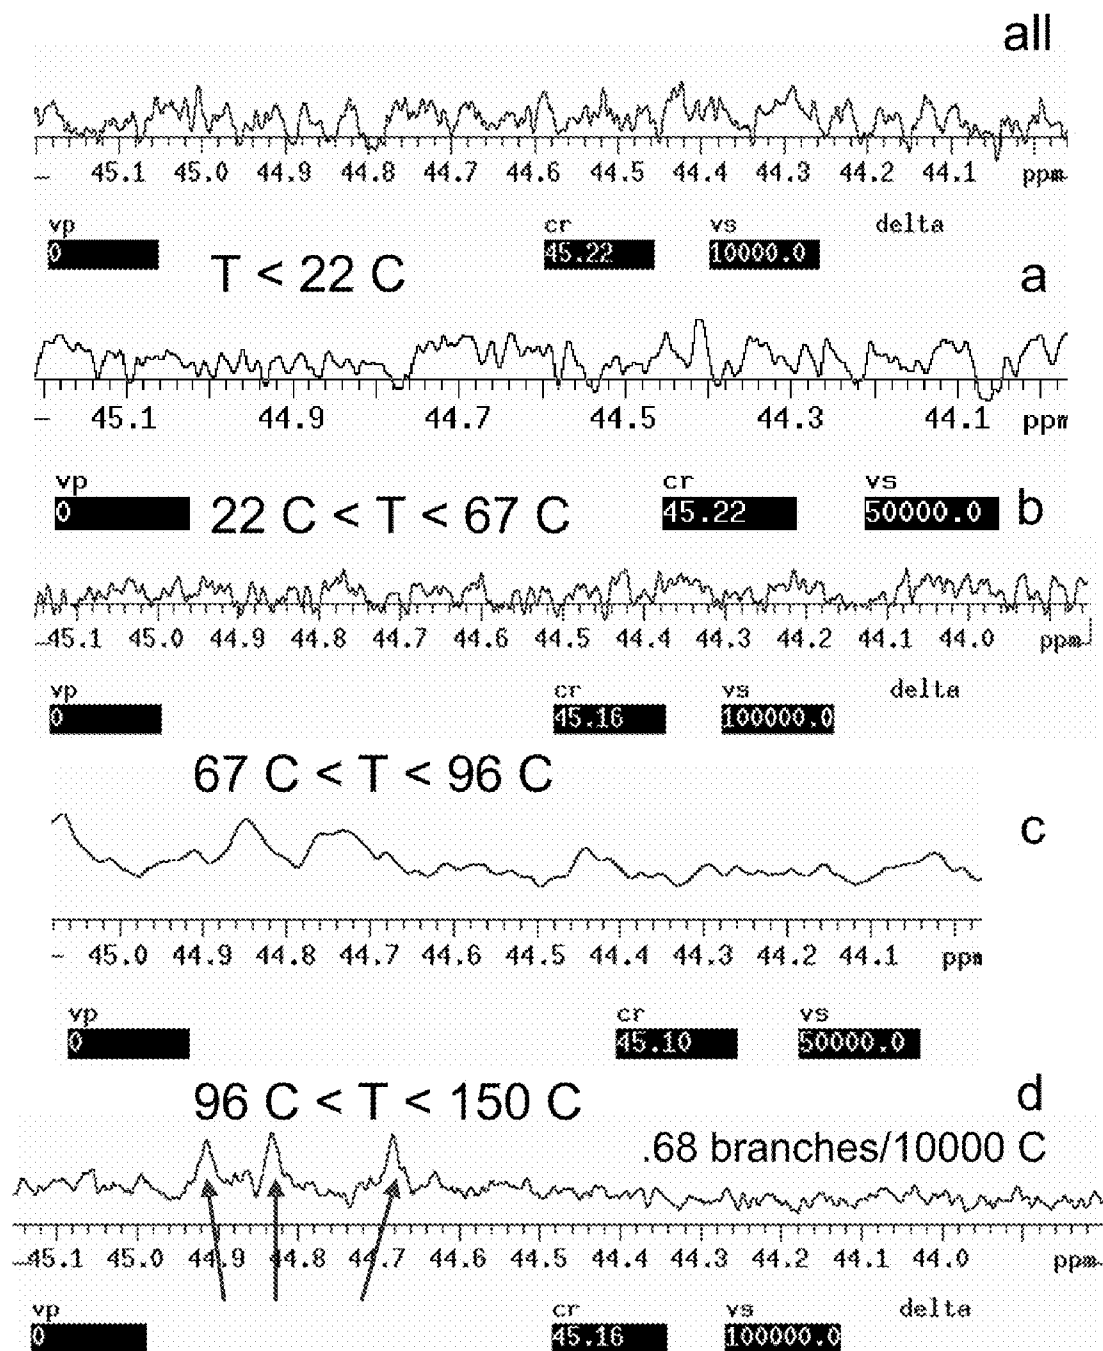 all
45.1 45.0 44.9 44.8 44.7 44.6 44.5 44.4 44.3 44.2 44.1 ppm
vp cr vs delta
0 45.22 10000.0
T < 22 C a
45.1 44.9 44.7 44.5 44.3 44.1 ppm
vp cr vs
0 22 C < T < 67 C 45.22 50000.0 b
45.1 45.0 44.9 44.8 44.7 44.6 44.5 44.4 44.3 44.2 44.1 44.0 ppm
vp cr vs delta
0 45.16 100000.0
67 C < T < 96 C
c
45.0 44.9 44.8 44.7 44.6 44.5 44.4 44.3 44.2 44.1 ppm
vp cr vs
0 45.10 50000.0
96 C < T < 150 C d
.68 branches/10000 C
45.1 45.0 44.9 44.8 44.7 44.6 44.5 44.4 44.3 44.2 44.1 44.0 ppm
vp cr vs delta
0 45.16 100000.0